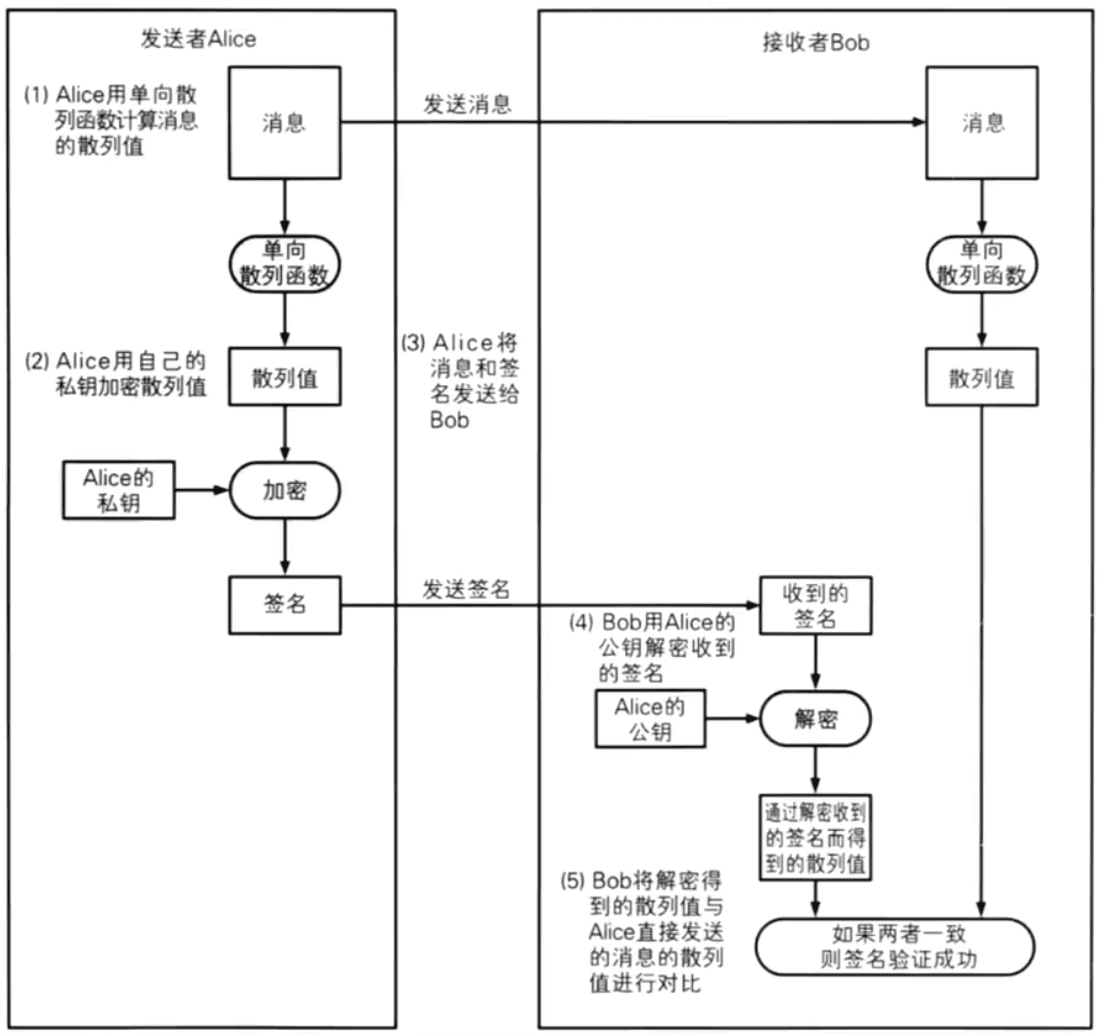 发送者Alice
接收者Bob
(1) Alice用单向散
列函数计算消息
的散列值
消息
发送消息
消息
单向
散列函数
单向
散列函数
(2) Alice用自己的
私钥加密散列值
散列值
(3) Alice将
消息和签
名发送给
Bob
散列值
Alice的
私钥
加密
签名
发送签名
收到的
签名
(4) Bob用Alice的
公钥解密收到
的签名
Alice的
公钥
解密
通过解密收到
的签名而得
到的散列值
(5) Bob将解密得
到的散列值与
Alice直接发送
的消息的散列
值进行对比
如果两者一致
则签名验证成功